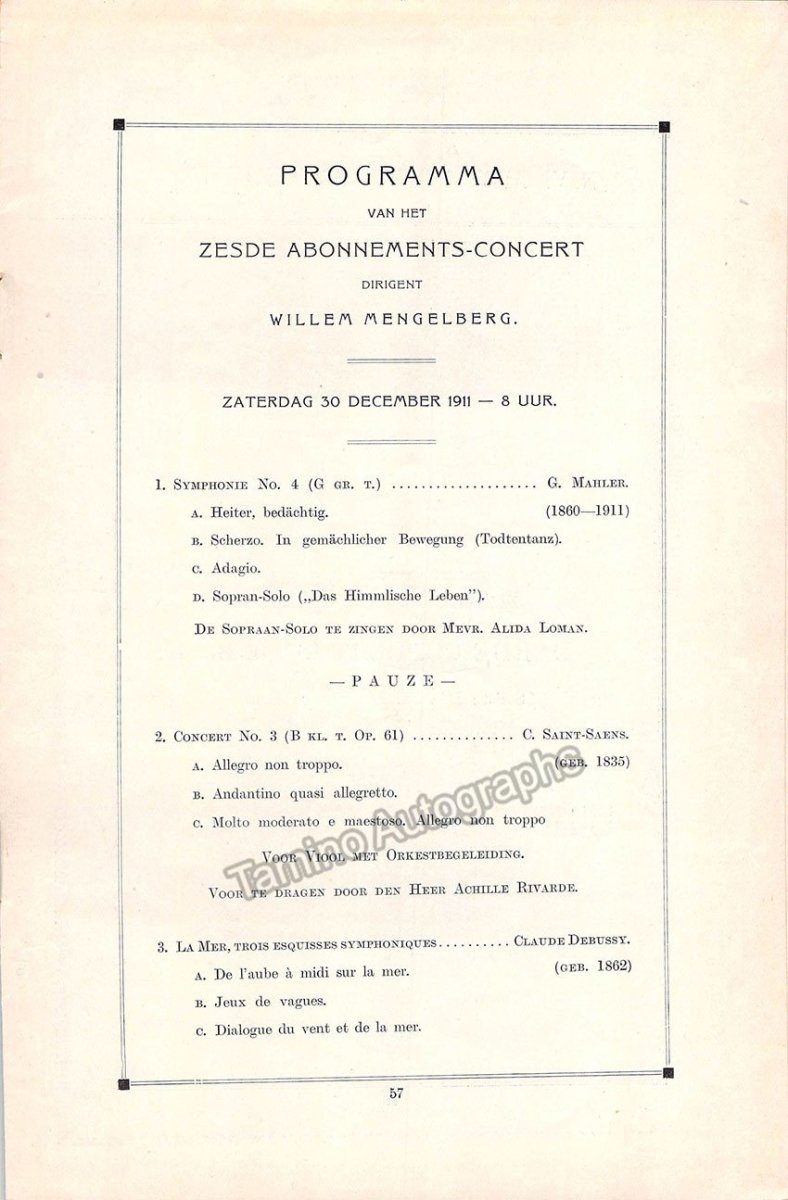 PROGRAMMA
VAN HET
ZESDE ABONNEMENTS-CONCERT
DIRIGENT
WILLEM MENGELBERG.
ZATERDAG 30 DECEMBER 1911 — 8 UUR.
1. SYMPHONIE NO. 4 (G GR. T.) .................... G. MAHLER.
A. Heiter, bedächtig. (1860—1911)
B. Scherzo. In gemächlicher Bewegung (Todtentanz).
C. Adagio.
D. Sopran-Solo („Das Himmlische Leben”).
DE SOPRAAN-SOLO TE ZINGEN DOOR MEVR. ALIDA LOMAN.
— PAUZE —
2. CONCERT NO. 3 (B KL. T. OP. 61) .............. C. SAINT-SAENS.
A. Allegro non troppo. (GEB. 1835)
B. Andantino quasi allegretto.
C. Molto moderato e maestoso. Allegro non troppo
VOOR VIOOL MET ORKESTBEGELEIDING.
VOOR TE DRAGEN DOOR DEN HEER ACHILLE RIVARDE.
Tamino Autographs
3. LA MER, TROIS ESQUISSES SYMPHONIQUES.......... CLAUDE DEBUSSY.
A. De l'aube à midi sur la mer. (GEB. 1862)
B. Jeux de vagues.
C. Dialogue du vent et de la mer.
57